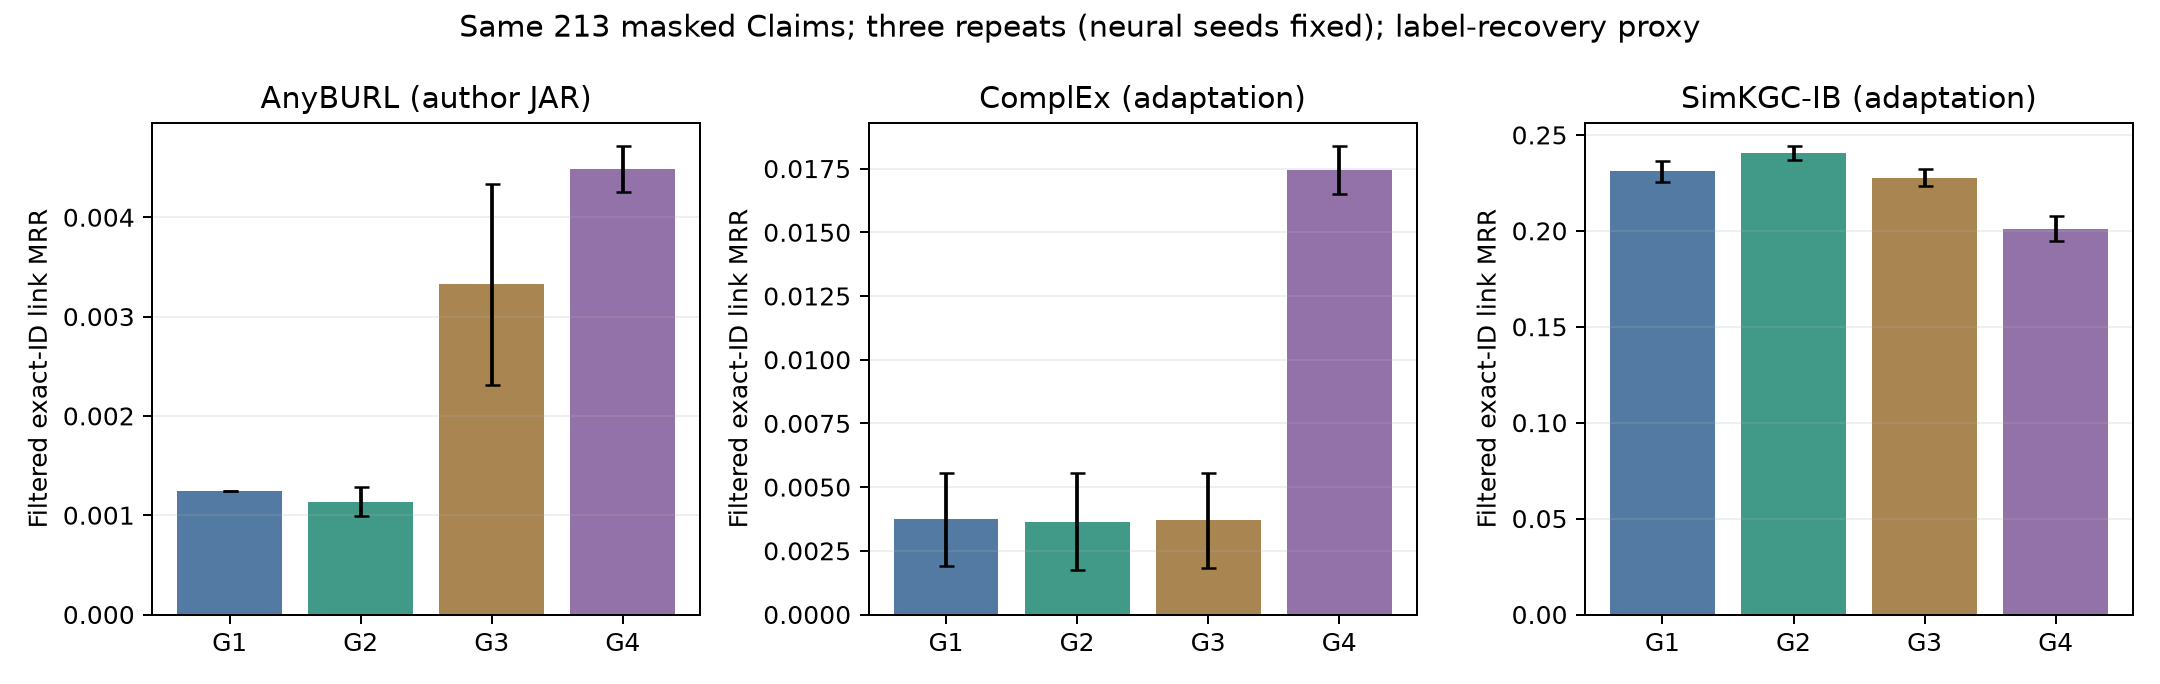 Same 213 masked Claims; three repeats (neural seeds fixed); label-recovery proxy
AnyBURL (author JAR)
Filtered exact-ID link MRR
0.004
0.003
0.002
0.001
0.000
G1 G2 G3 G4
ComplEx (adaptation)
Filtered exact-ID link MRR
0.0175
0.0150
0.0125
0.0100
0.0075
0.0050
0.0025
0.0000
G1 G2 G3 G4
SimKGC-IB (adaptation)
Filtered exact-ID link MRR
0.25
0.20
0.15
0.10
0.05
0.00
G1 G2 G3 G4